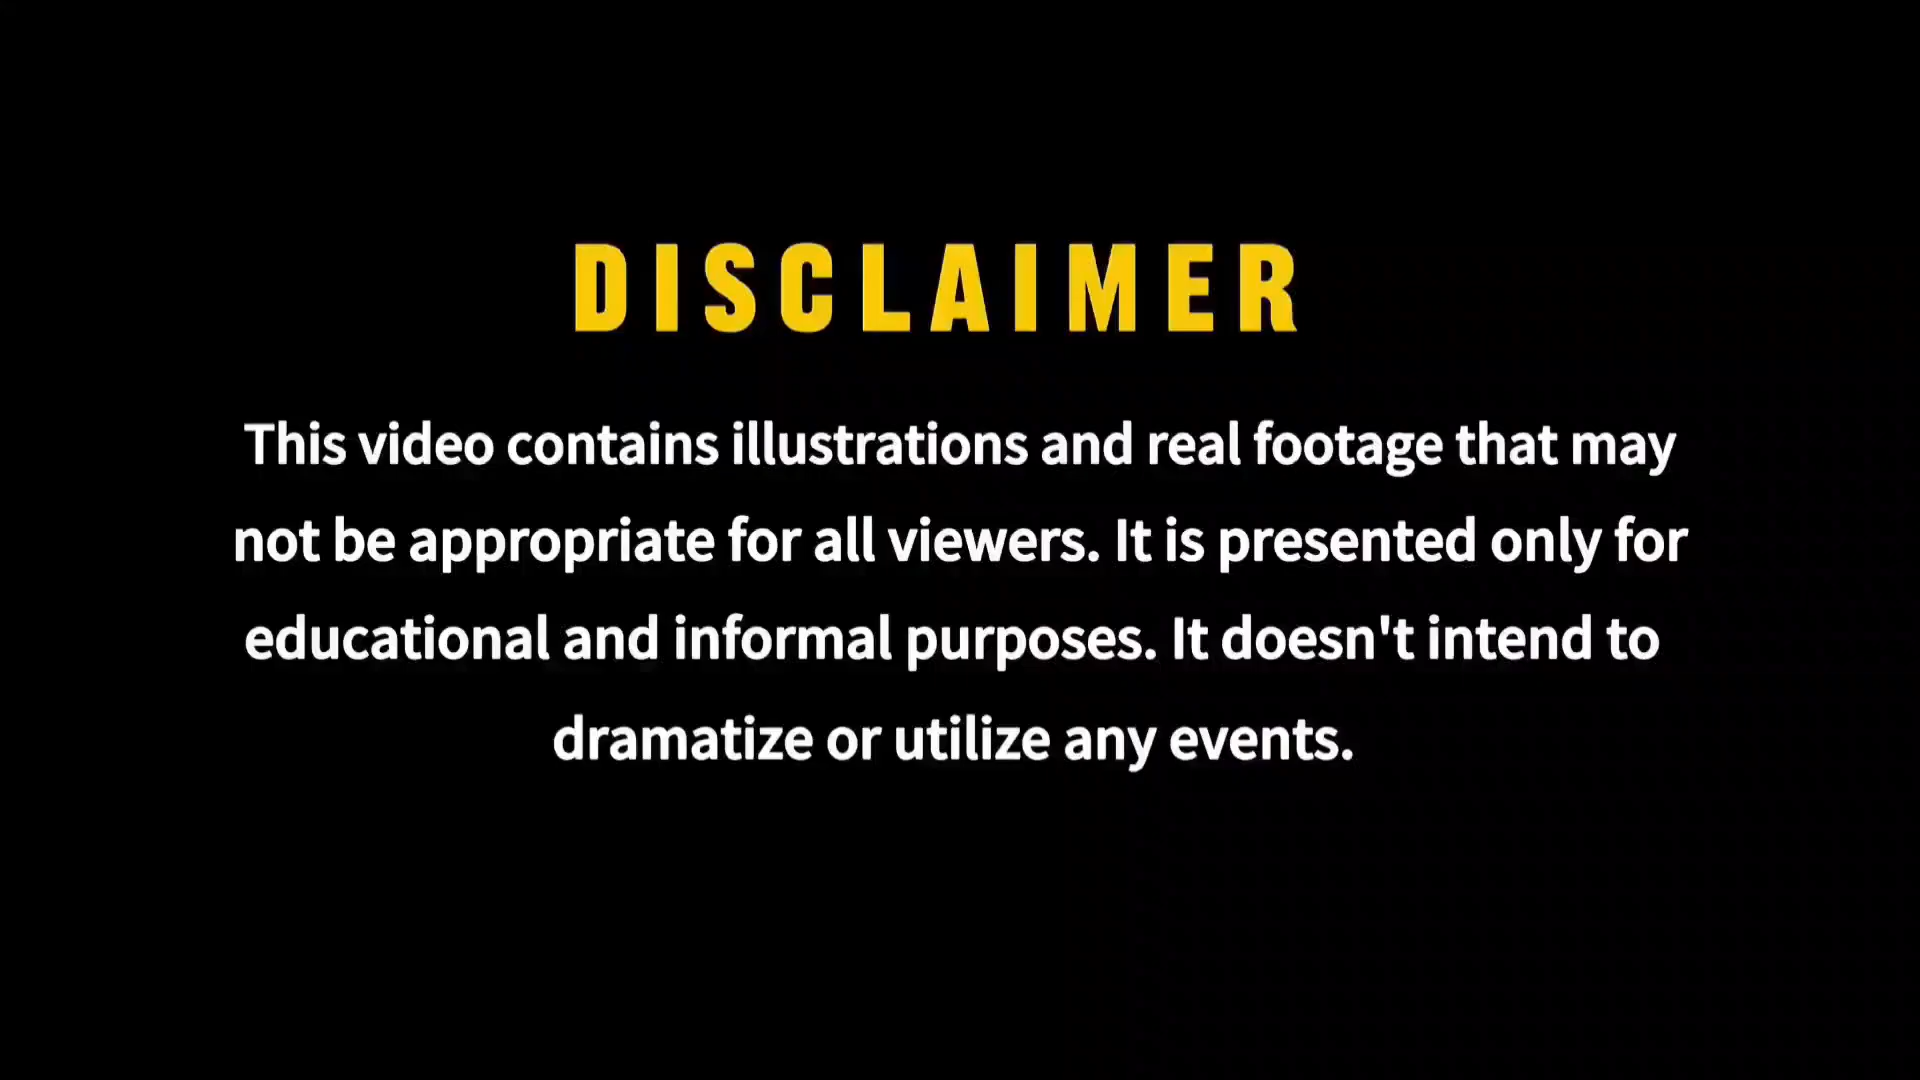 DISCLAIMER
This video contains illustrations and real footage that may
not be appropriate for all viewers. It is presented only for
educational and informal purposes. It doesn't intend to
dramatize or utilize any events.